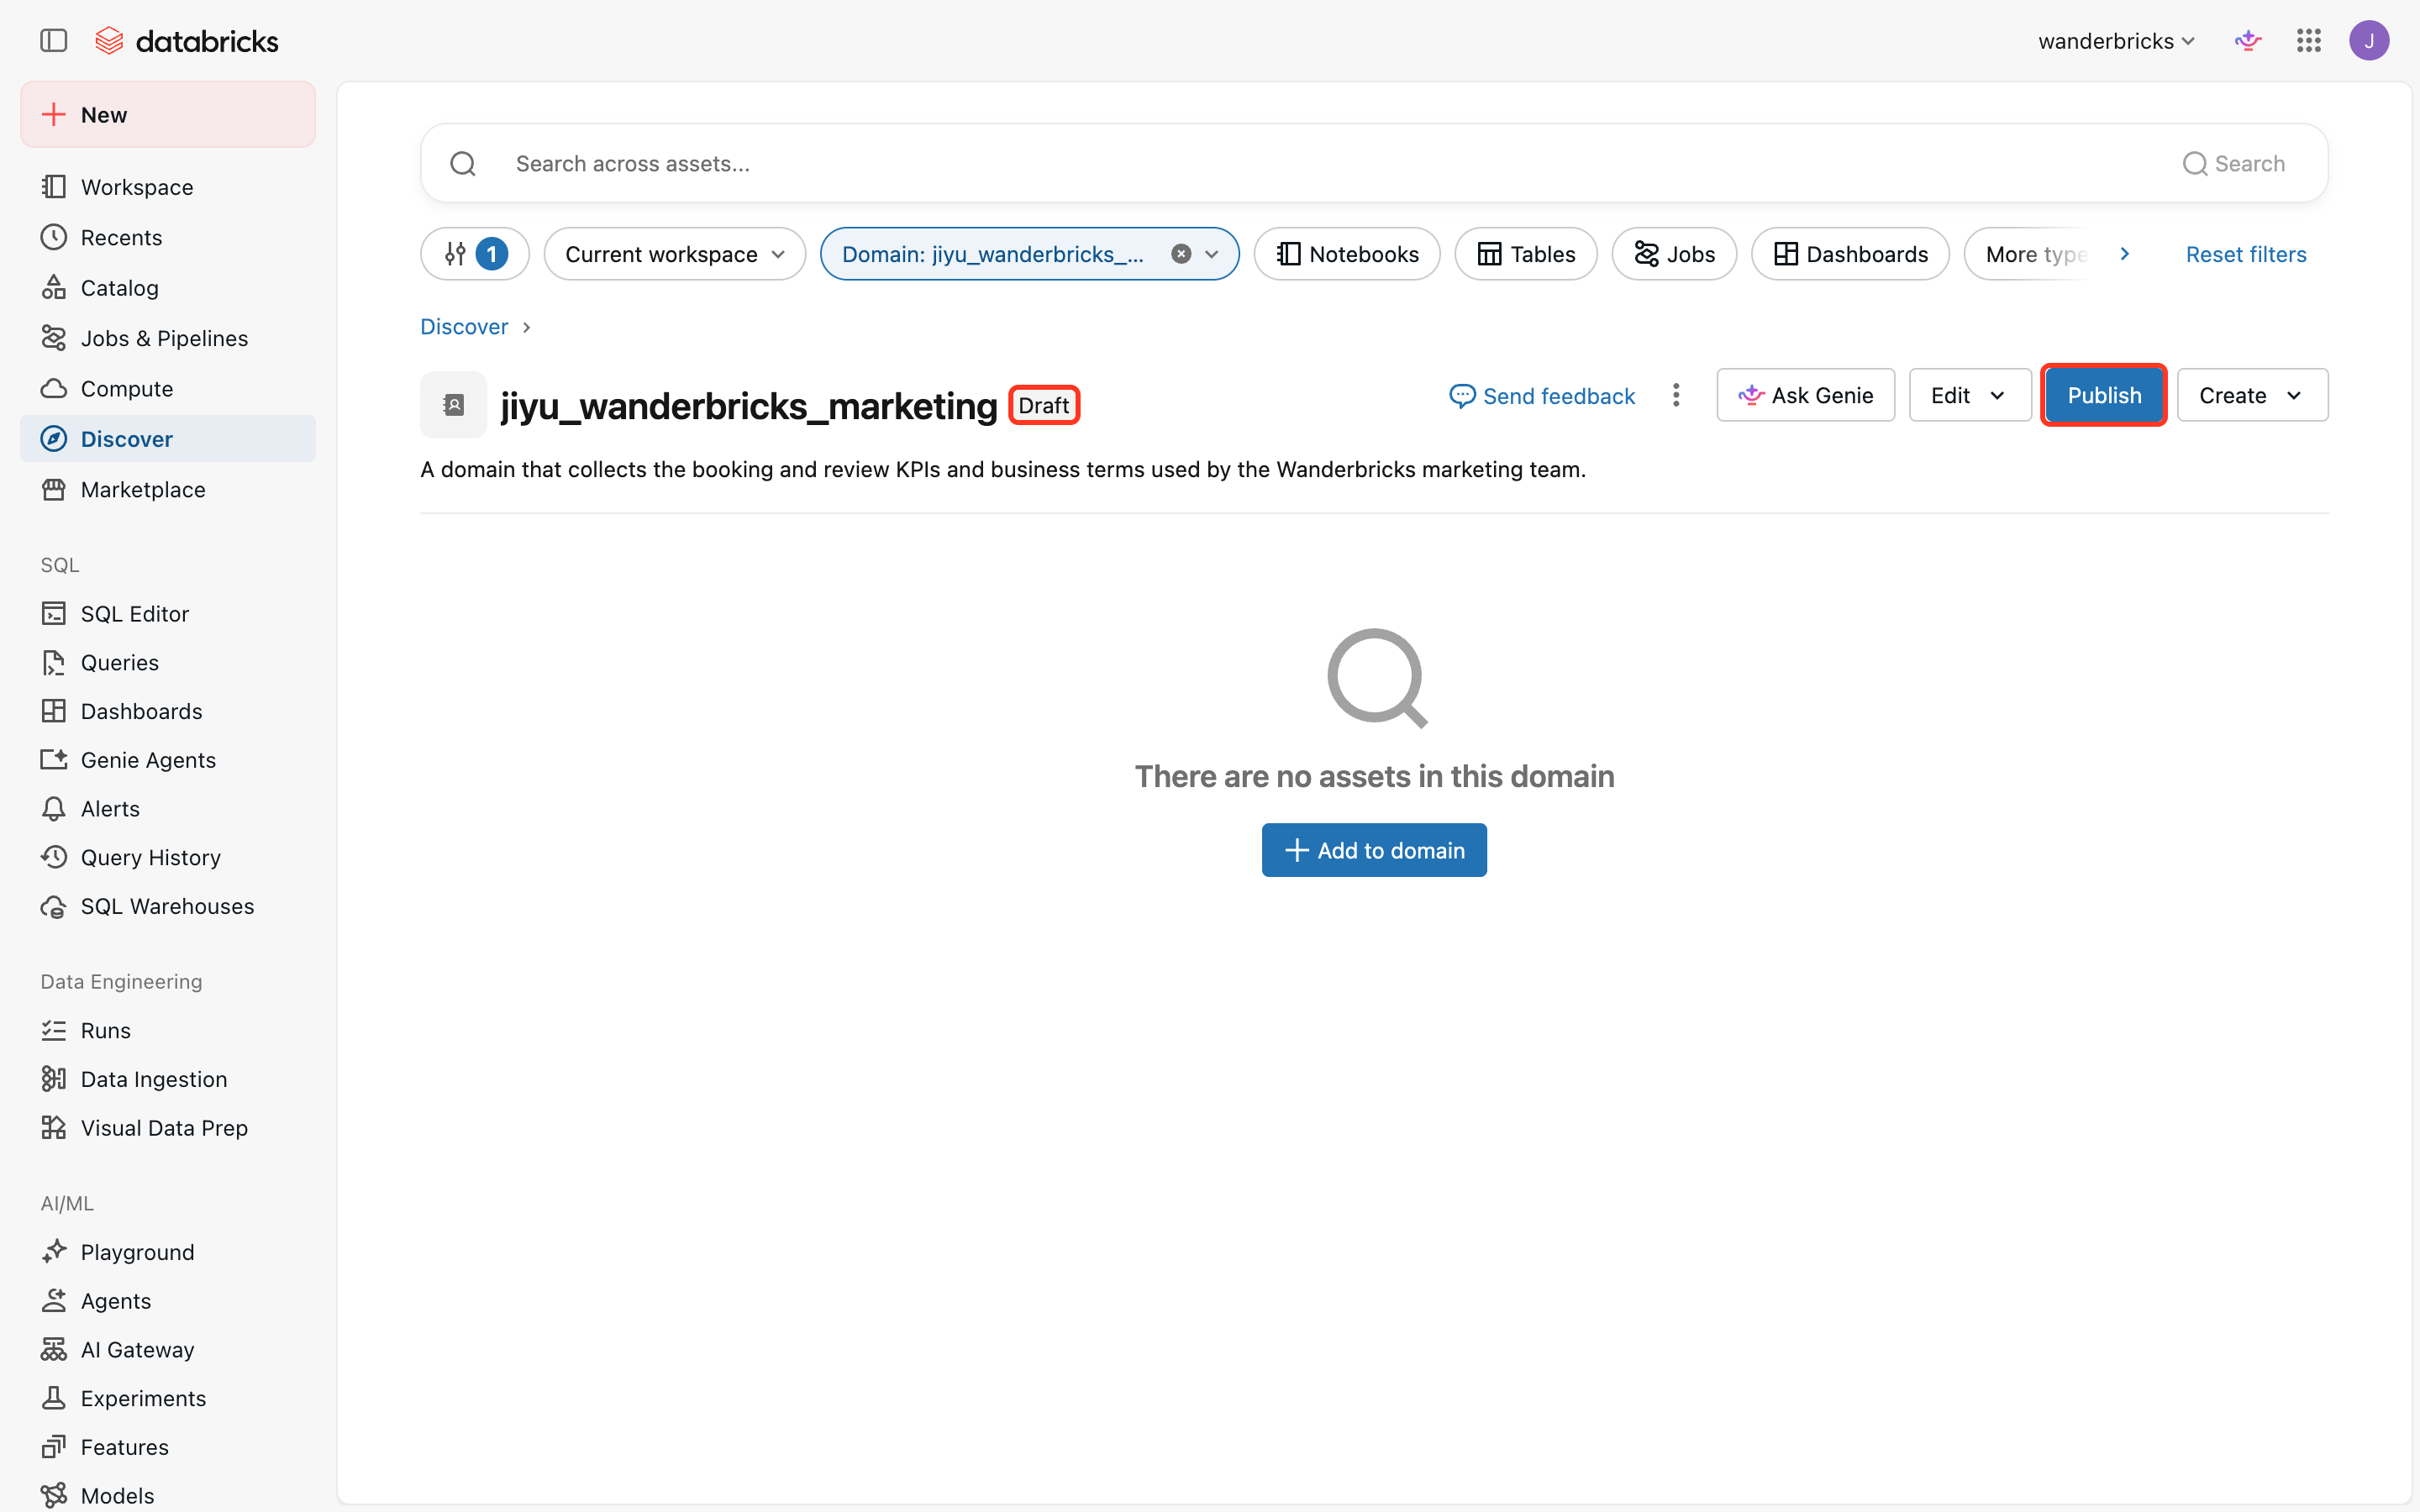 databricks
wanderbricks
J
New
Workspace
Recents
Catalog
Jobs & Pipelines
Compute
Discover
Marketplace
SQL
SQL Editor
Queries
Dashboards
Genie Agents
Alerts
Query History
SQL Warehouses
Data Engineering
Runs
Data Ingestion
Visual Data Prep
AI/ML
Playground
Agents
AI Gateway
Experiments
Features
Models
Search across assets...
Search
1
Current workspace
Domain: jiyu_wanderbricks_...
Notebooks
Tables
Jobs
Dashboards
More type
Reset filters
Discover
jiyu_wanderbricks_marketing
Draft
Send feedback
Ask Genie
Edit
Publish
Create
A domain that collects the booking and review KPIs and business terms used by the Wanderbricks marketing team.
There are no assets in this domain
Add to domain